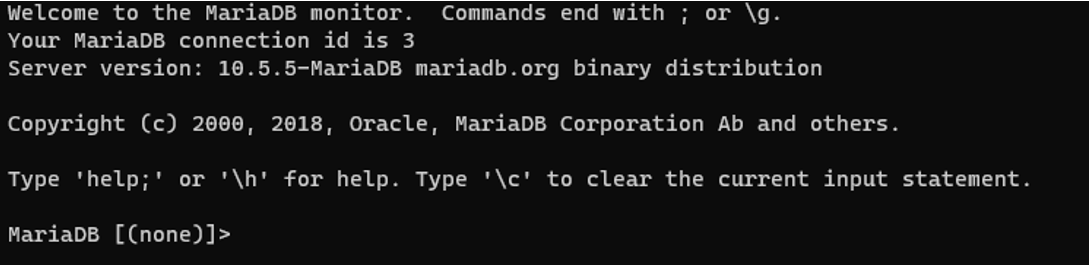 Welcome to the MariaDB monitor.  Commands end with ; or \g.
Your MariaDB connection id is 3
Server version: 10.5.5-MariaDB mariadb.org binary distribution
Copyright (c) 2000, 2018, Oracle, MariaDB Corporation Ab and others.
Type 'help;' or '\h' for help. Type '\c' to clear the current input statement.
MariaDB [(none)]>